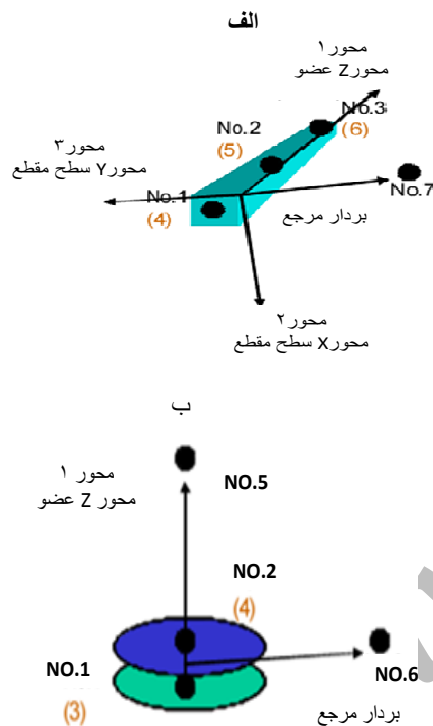 الف
محور۱
محورZ عضو
No.3
(6)
No.2
(5)
محور۳
محورY سطح مقطع
No.1
(4)
No.7
بردار مرجع
محور۲
محورX سطح مقطع
ب
محور ۱
محور Z عضو
NO.5
NO.2
(4)
NO.1
(3)
NO.6
بردار مرجع